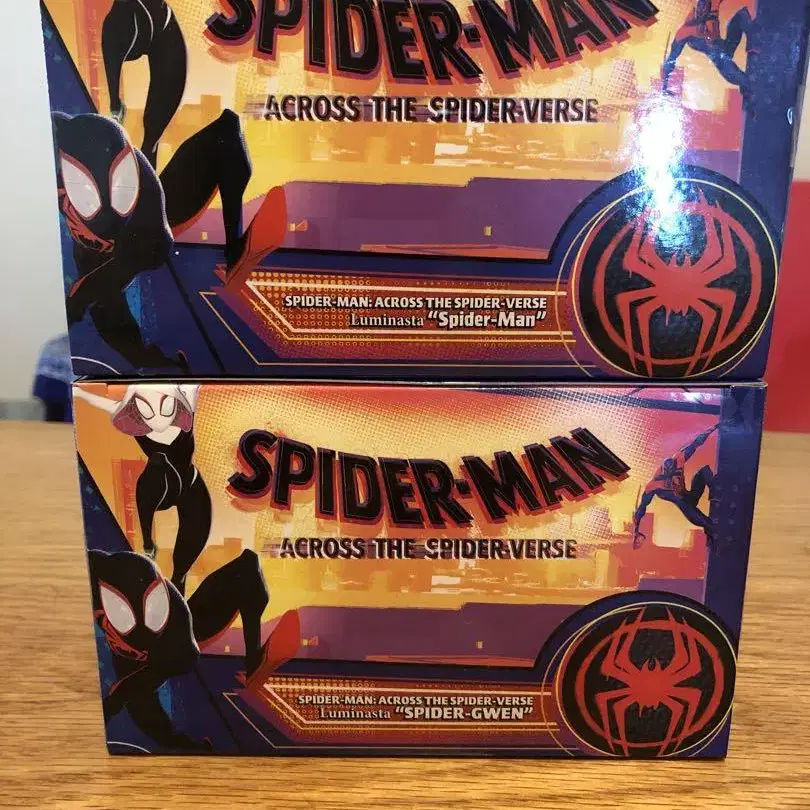 SPIDER-MAN
ACROSS THE SPIDER-VERSE
SPIDER-MAN: ACROSS THE SPIDER-VERSE
Luminasta "Spider-Man"
SPIDER-MAN
ACROSS THE SPIDER-VERSE
SPIDER-MAN: ACROSS THE SPIDER-VERSE
Luminasta "SPIDER-GWEN"